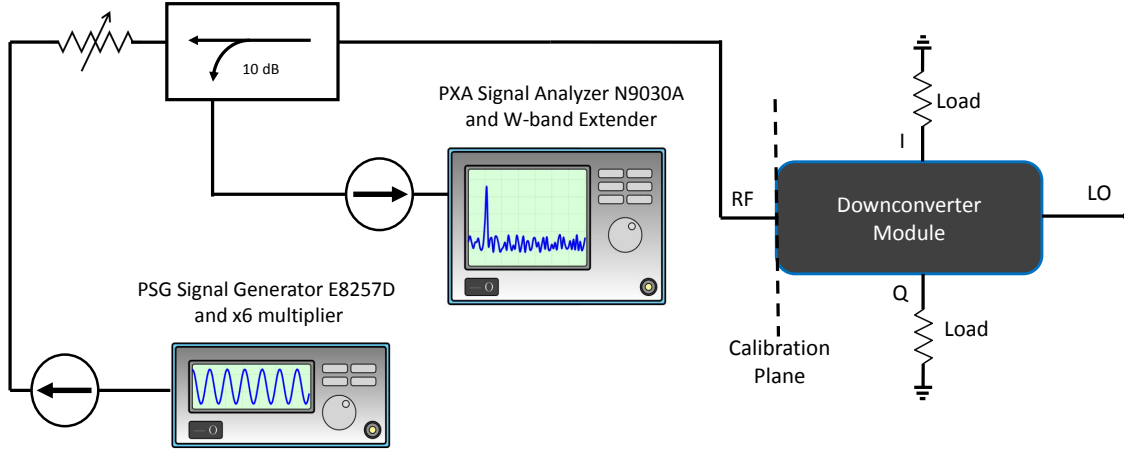 10 dB
PXA Signal Analyzer N9030A
and W-band Extender
Load
I
RF
Downconverter
Module
LO
PSG Signal Generator E8257D
and x6 multiplier
Q
Load
Calibration
Plane